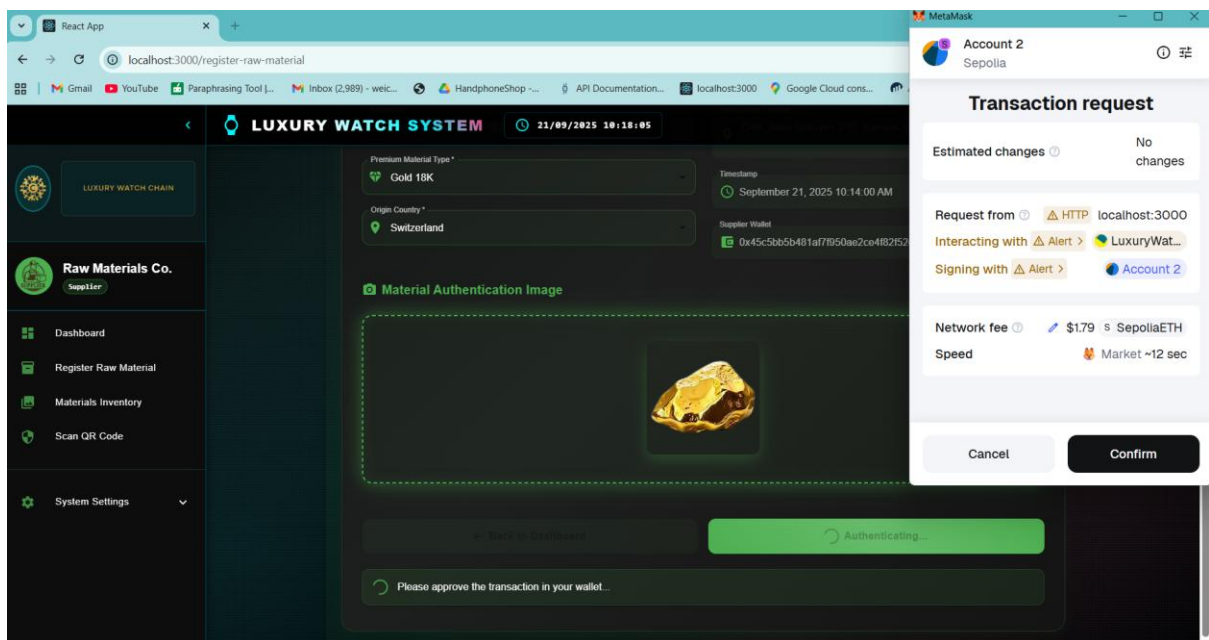 React App
MetaMask
localhost:3000/register-raw-material
Gmail YouTube Paraphrasing Tool |... Inbox (2,989) - weic... HandphoneShop -... API Documentation... localhost:3000 Google Cloud cons...
LUXURY WATCH SYSTEM 21/09/2025 10:18:05
LUXURY WATCH CHAIN
Raw Materials Co.
Supplier
Dashboard
Register Raw Material
Materials Inventory
Scan QR Code
System Settings
Premium Material Type *
Gold 18K
Origin Country *
Switzerland
Timestamp
September 21, 2025 10:14:00 AM
Supplier Wallet
Material Authentication Image
Back to Dashboard
Authenticating...
Please approve the transaction in your wallet...
Account 2
Sepolia
Transaction request
Estimated changes No changes
Request from HTTP localhost:3000
Interacting with Alert > LuxuryWat...
Signing with Alert > Account 2
Network fee $1.79 S SepoliaETH
Speed Market ~12 sec
Cancel Confirm